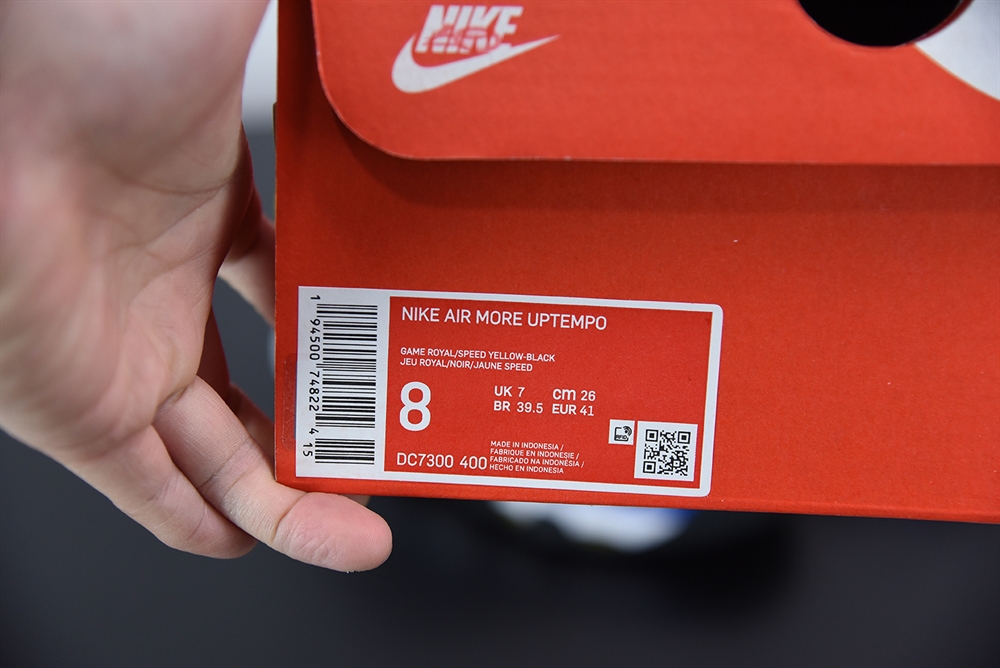 NIKE
NIKE AIR MORE UPTEMPO
GAME ROYAL/SPEED YELLOW-BLACK
JEU ROYAL/NOIR/JAUNE SPEED
8
UK 7 cm 26
BR 39.5 EUR 41
DC7300 400
MADE IN INDONESIA /
FABRIQUE EN INDONESIE /
FABRICADO NA INDONÉSIA /
HECHO EN INDONESIA
1 94500 74822 4 15